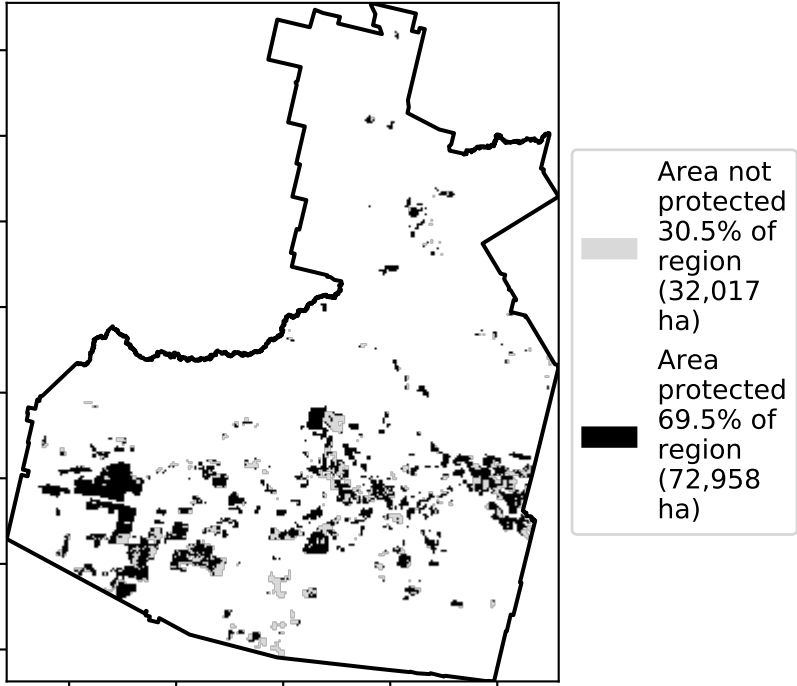 Area not
protected
30.5% of
region
(32,017
ha)
Area
protected
69.5% of
region
(72,958
ha)